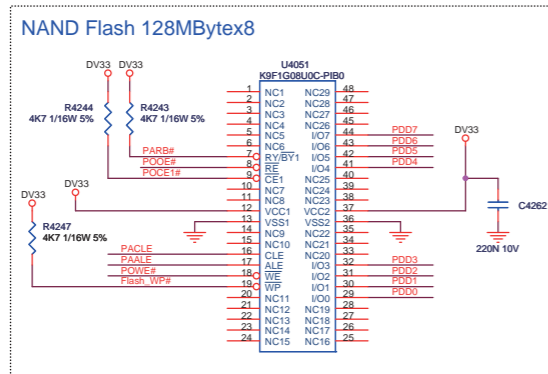 NAND Flash 128MBytex8
U4051
K9F1G08U0C-PIB0
DV33 DV33
R4244 R4243
4K7 1/16W 5% 4K7 1/16W 5%
DV33
DV33 DV33
R4247
4K7 1/16W 5%
C4262
220N 10V
1 NC1 NC29 48
2 NC2 NC28 47
3 NC3 NC27 46
4 NC4 NC26 45
5 NC5 I/O7 44 PDD7
6 NC6 I/O6 43 PDD6
PARB# 7 RY/BY1 I/O5 42 PDD5
POOE# 8 RE I/O4 41 PDD4
POCE1# 9 CE1 NC25 40
10 NC7 NC24 39
11 NC8 NC23 38
12 VCC1 VCC2 37
13 VSS1 VSS2 36
14 NC9 NC22 35
15 NC10 NC21 34
PACLE 16 CLE NC20 33
PAALE 17 ALE I/O3 32 PDD3
POWE# 18 WE I/O2 31 PDD2
Flash_WP# 19 WP I/O1 30 PDD1
20 NC11 I/O0 29 PDD0
21 NC12 NC19 28
22 NC13 NC18 27
23 NC14 NC17 26
24 NC15 NC16 25